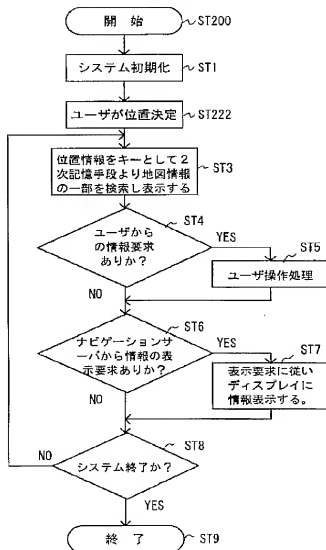 開 始
ST200
システム初期化
ST1
ユーザが位置決定
ST222
位置情報をキーとして2
次記憶手段より地図情報
の一部を検索し表示する
ST3
ユーザから
の情報要求
ありか?
ST4
YES
ST5
ユーザ操作処理
NO
ナビゲーションサ
ーバから情報の表
示要求ありか?
ST6
YES
ST7
表示要求に従い
ディスプレイに
情報表示する。
NO
システム終了か?
ST8
NO
YES
終 了
ST9